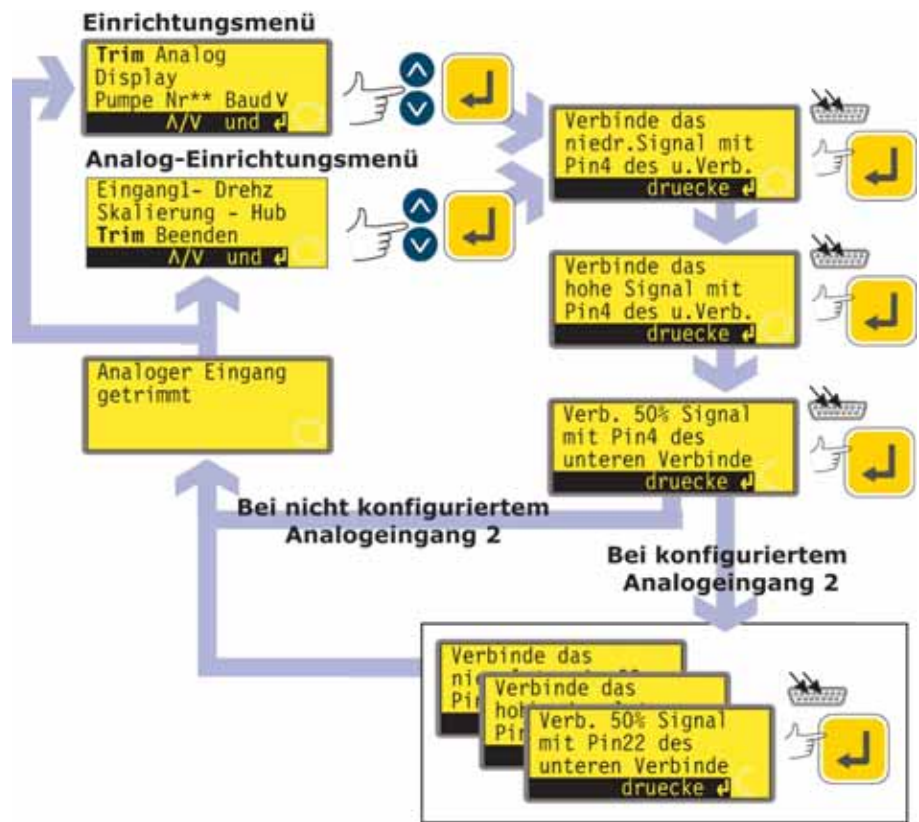 Einrichtungsmenü
Trim Analog
Display
Pumpe Nr** Baud V
Λ/V und ↲
Analog-Einrichtungsmenü
Eingang1- Drehz
Skalierung - Hub
Trim Beenden
Λ/V und ↲
Verbinde das
niedr.Signal mit
Pin4 des u.Verb.
druecke ↲
Verbinde das
hohe Signal mit
Pin4 des u.Verb.
druecke ↲
Verb. 50% Signal
mit Pin4 des
unteren Verbinde
druecke ↲
Analoger Eingang
getrimmt
Bei nicht konfiguriertem
Analogeingang 2
Bei konfiguriertem
Analogeingang 2
Verbinde das
Verbinde das
Verb. 50% Signal
mit Pin22 des
unteren Verbinde
druecke ↲